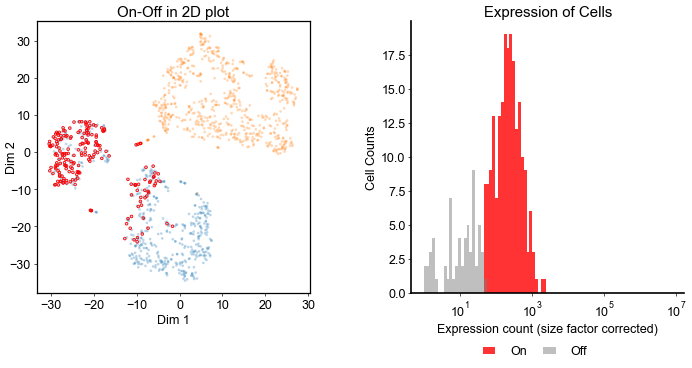 On-Off in 2D plot
30
20
10
0
−10
−20
−30
Dim 2
−30 −20 −10 0 10 20 30
Dim 1
Expression of Cells
17.5
15.0
12.5
10.0
7.5
5.0
2.5
0.0
Cell Counts
10^1 10^3 10^5 10^7
Expression count (size factor corrected)
On Off